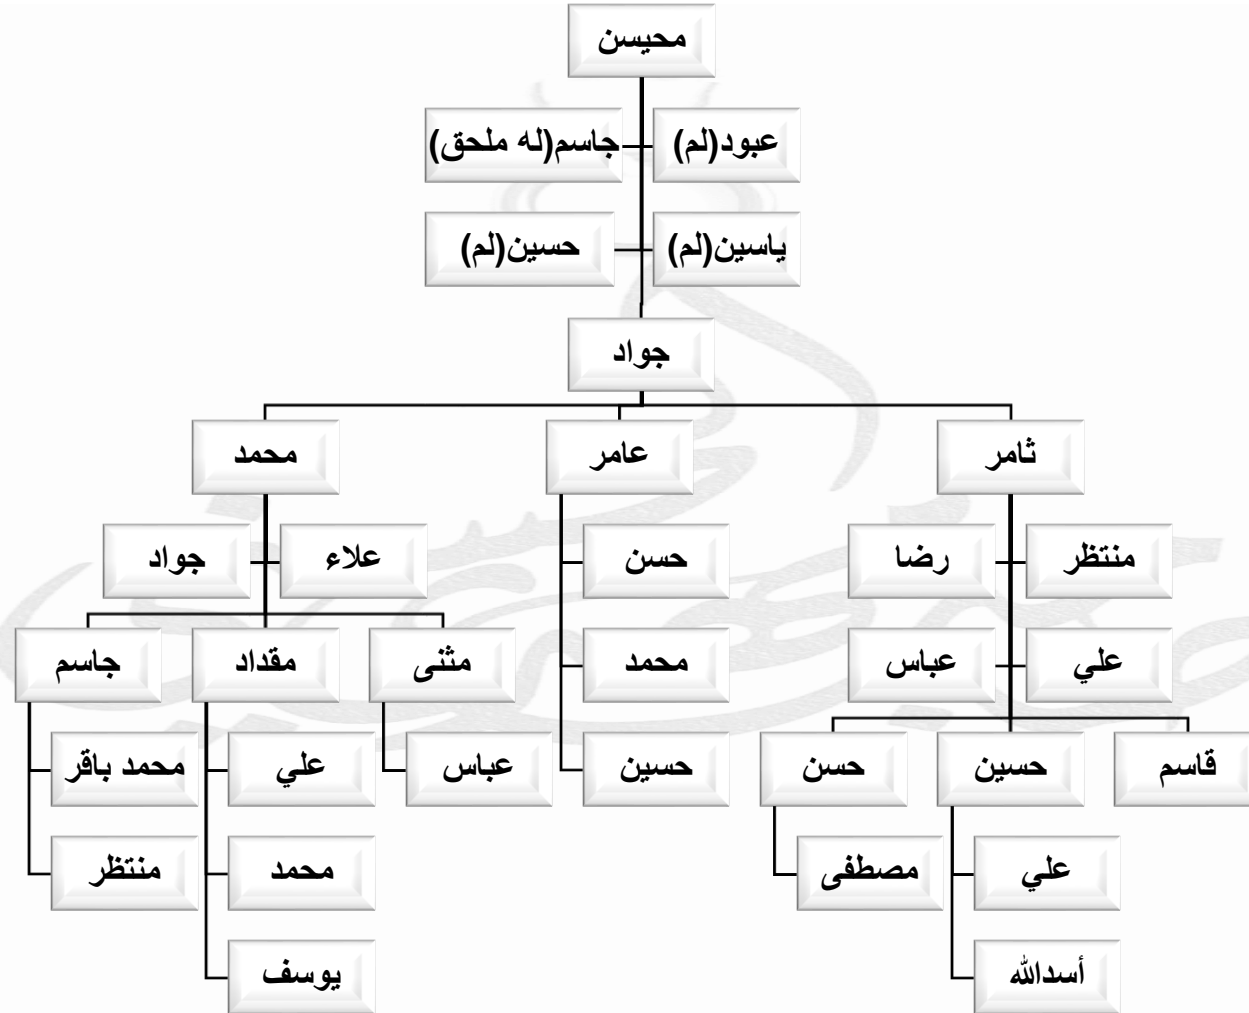 محيسن
عبود(لم)
جاسم(له ملحق)
ياسين(لم)
حسين(لم)
جواد
ثامر
عامر
محمد
منتظر
رضا
حسن
علاء
جواد
علي
عباس
محمد
مثنى
مقداد
جاسم
قاسم
حسين
حسن
حسين
عباس
علي
محمد باقر
علي
مصطفى
محمد
منتظر
أسدالله
يوسف